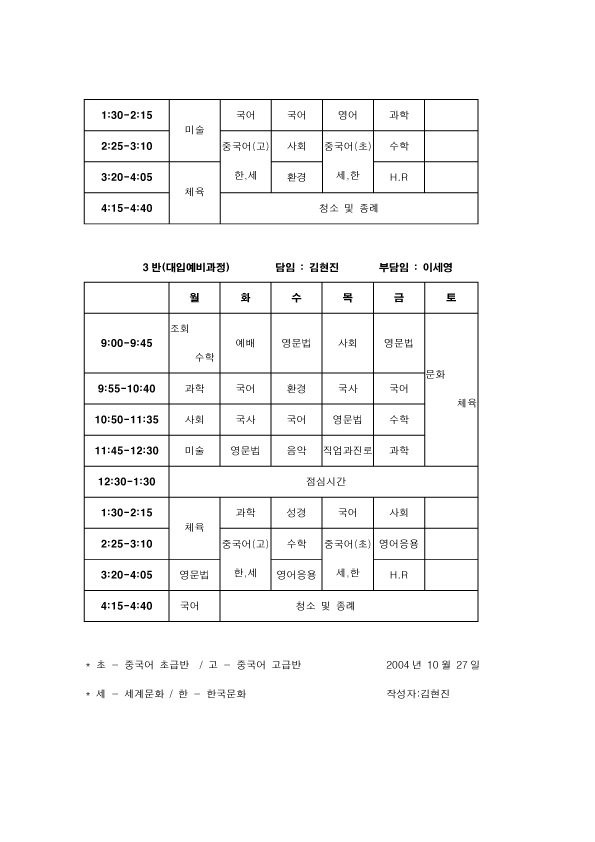 1:30-2:15 미술 국어 국어 영어 과학
2:25-3:10 중국어(고) 사회 중국어(초) 수학
3:20-4:05 체육 한,세 환경 세,한 H.R
4:15-4:40 청소 및 종례
3반(대입예비과정) 담임 : 김현진 부담임 : 이세영
월 화 수 목 금 토
9:00-9:45 조회 수학 예배 영문법 사회 영문법 문화 체육
9:55-10:40 과학 국어 환경 국사 국어
10:50-11:35 사회 국사 국어 영문법 수학
11:45-12:30 미술 영문법 음악 직업과진로 과학
12:30-1:30 점심시간
1:30-2:15 체육 과학 성경 국어 사회
2:25-3:10 중국어(고) 수학 중국어(초) 영어응용
3:20-4:05 영문법 한,세 영어응용 세,한 H.R
4:15-4:40 국어 청소 및 종례
* 초 - 중국어 초급반 / 고 - 중국어 고급반 2004년 10월 27일
* 세 - 세계문화 / 한 - 한국문화 작성자:김현진